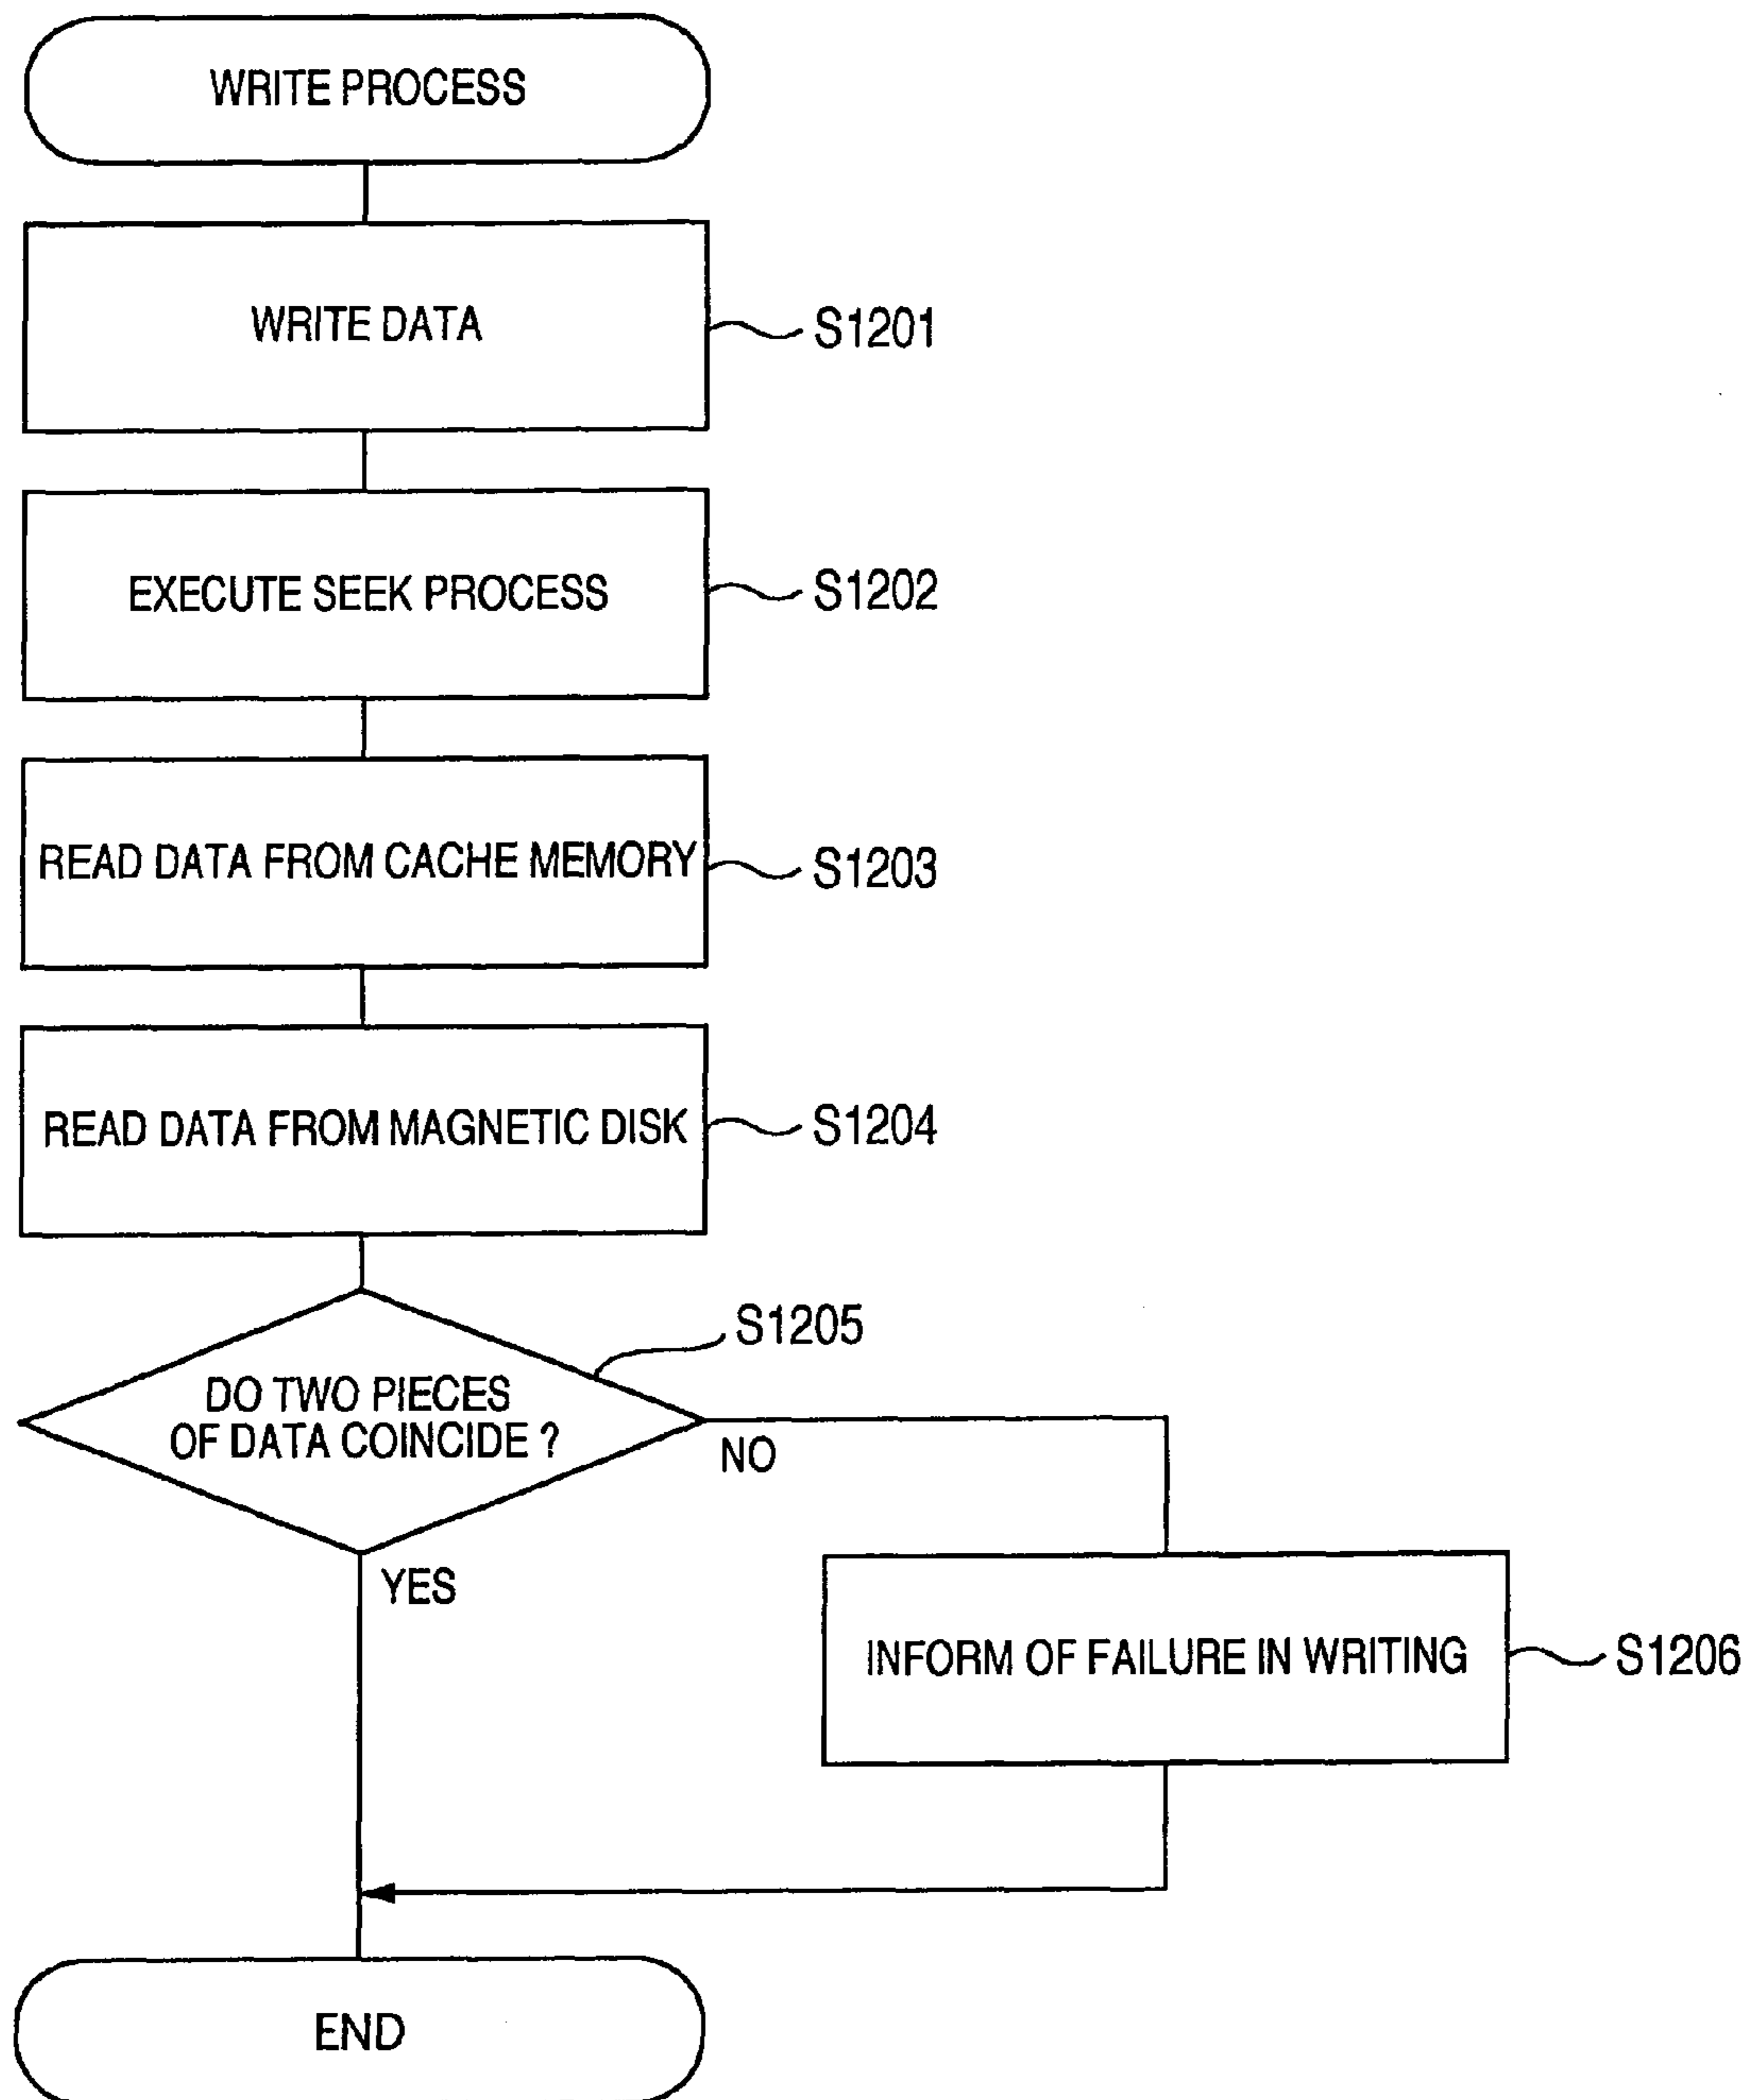 WRITE PROCESS
WRITE DATA
S1201
EXECUTE SEEK PROCESS
S1202
READ DATA FROM CACHE MEMORY
S1203
READ DATA FROM MAGNETIC DISK
S1204
S1205
DO TWO PIECES
OF DATA COINCIDE ?
NO
YES
INFORM OF FAILURE IN WRITING
S1206
END